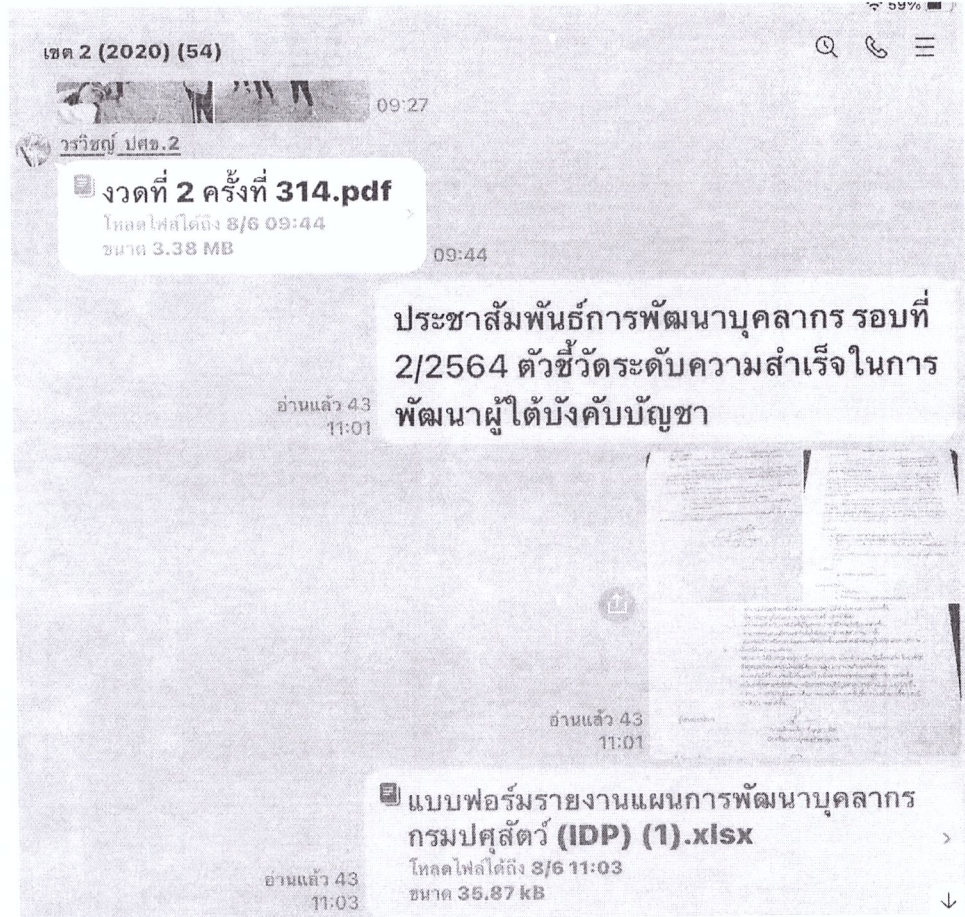 59%
เขต 2 (2020) (54)
09:27
วรวิชญ์ ปศข.2
งวดที่ 2 ครั้งที่ 314.pdf
โหลดไฟล์ได้ถึง 8/6 09:44
ขนาด 3.38 MB
09:44
ประชาสัมพันธ์การพัฒนาบุคลากร รอบที่
2/2564 ตัวชี้วัดระดับความสำเร็จในการ
พัฒนาผู้ใต้บังคับบัญชา
อ่านแล้ว 43
11:01
อ่านแล้ว 43
11:01
แบบฟอร์มรายงานแผนการพัฒนาบุคลากร
กรมปศุสัตว์ (IDP) (1).xlsx
โหลดไฟล์ได้ถึง 8/6 11:03
ขนาด 35.87 kB
อ่านแล้ว 43
11:03